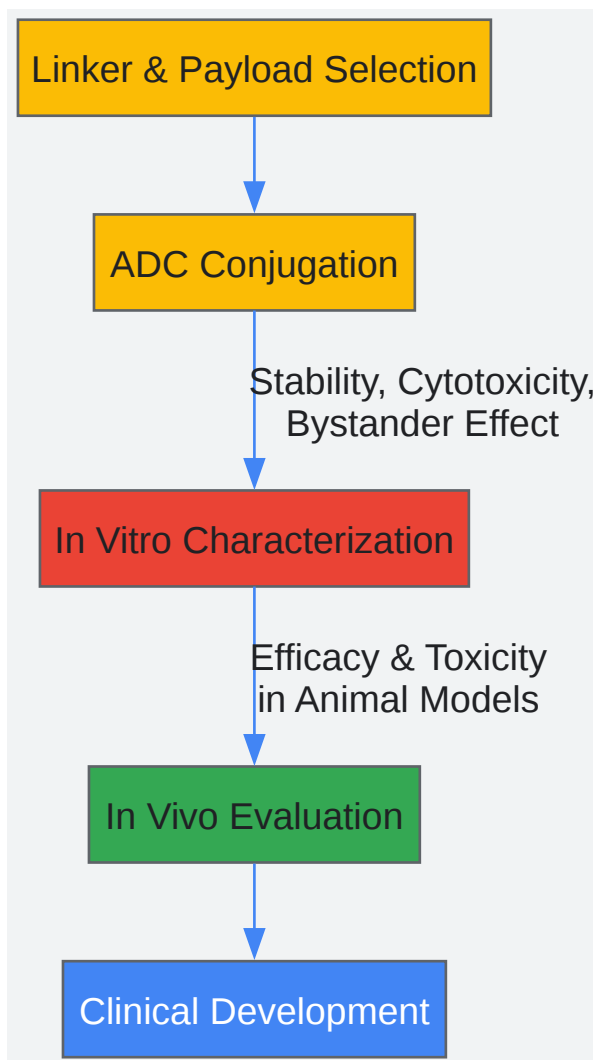 Linker & Payload Selection
ADC Conjugation
Stability, Cytotoxicity,
Bystander Effect
In Vitro Characterization
Efficacy & Toxicity
in Animal Models
In Vivo Evaluation
Clinical Development